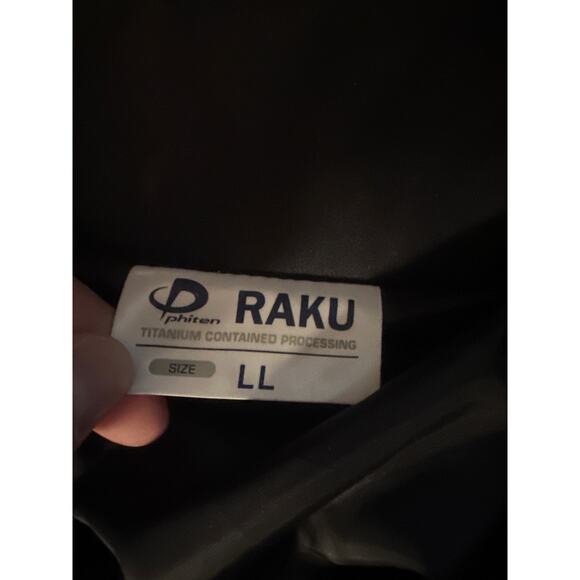 phiten RAKU
TITANIUM CONTAINED PROCESSING
SIZE LL